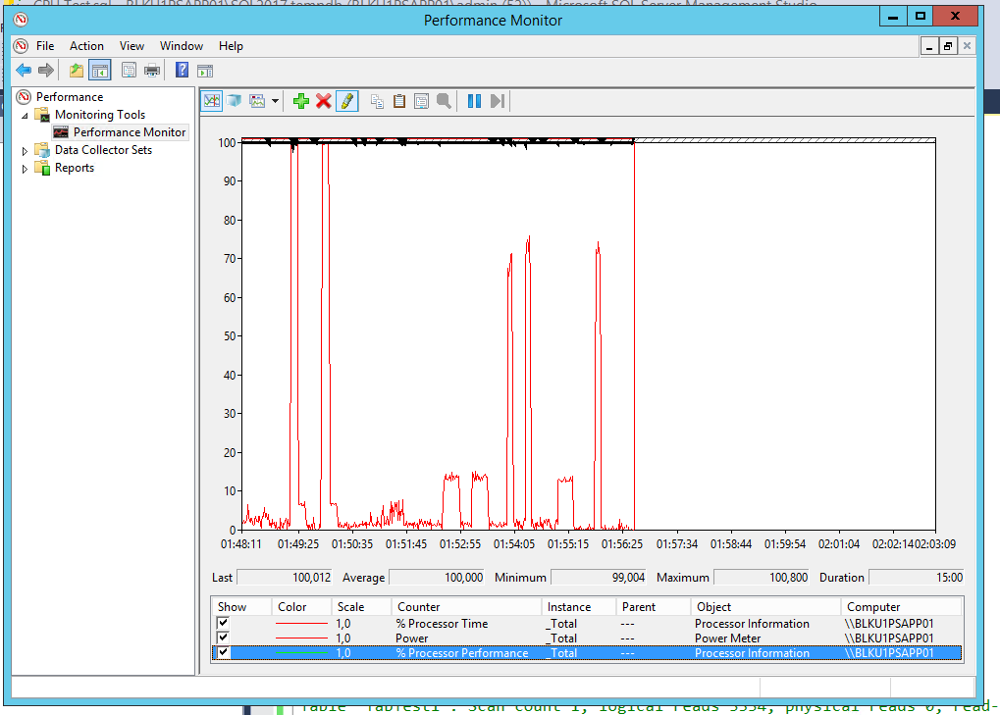 CPU Test.sql - BLKU1PSAPP01\SQL2017.tempdb (BLKU1PSAPP01\admin (52)) - Microsoft SQL Server Management Studio
Performance Monitor
File Action View Window Help
Performance
Monitoring Tools
Performance Monitor
Data Collector Sets
Reports
100
90
80
70
60
50
40
30
20
10
0
01:48:11 01:49:25 01:50:35 01:51:45 01:52:55 01:54:05 01:55:15 01:56:25 01:57:34 01:58:44 01:59:54 02:01:04 02:02:14 02:03:09
Last 100,012 Average 100,000 Minimum 99,004 Maximum 100,800 Duration 15:00
Show Color Scale Counter Instance Parent Object Computer
1,0 % Processor Time _Total --- Processor Information \\BLKU1PSAPP01
1,0 Power _Total --- Power Meter \\BLKU1PSAPP01
1,0 % Processor Performance _Total --- Processor Information \\BLKU1PSAPP01
Table 'TabTest1'. Scan count 1, logical reads 5554, physical reads 0, read-